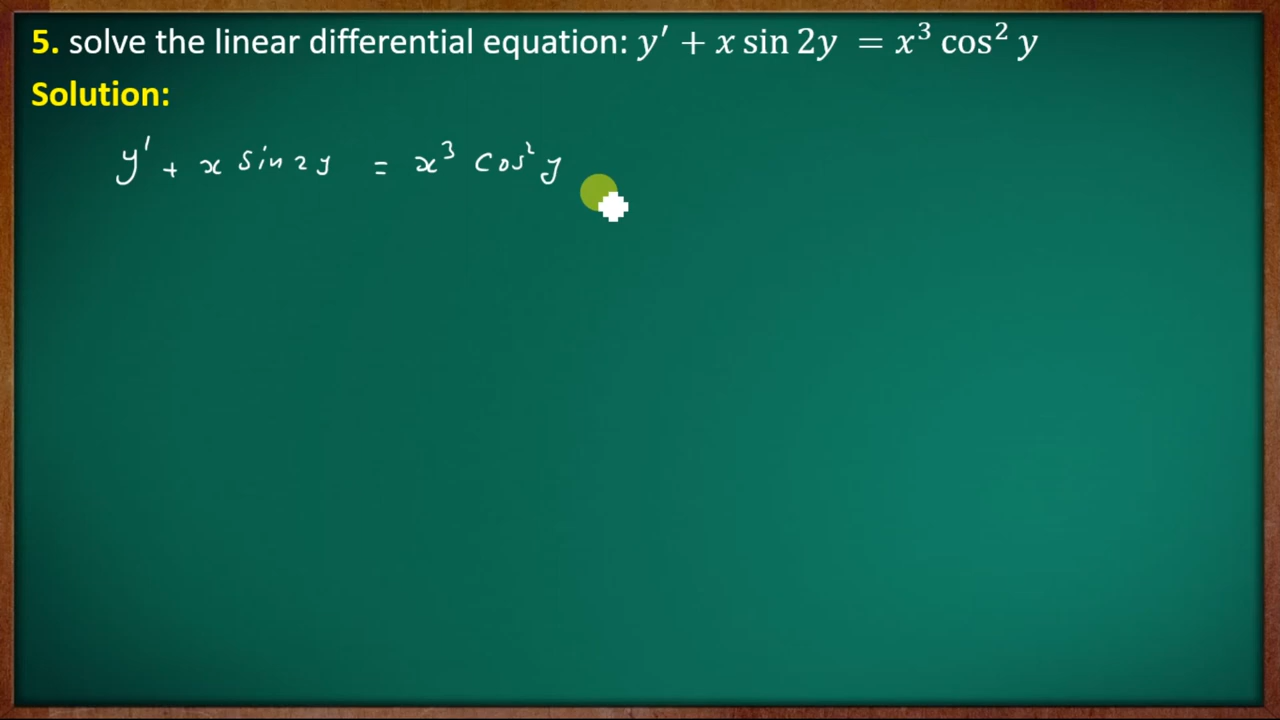 5. solve the linear differential equation: y′ + x sin 2y = x³ cos² y
Solution:
y′ + x sin 2y = x³ cos² y